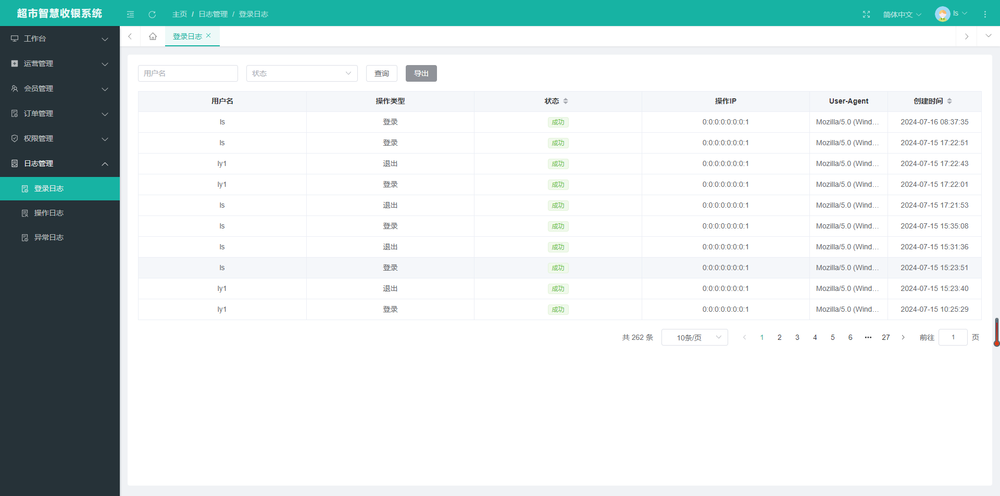 超市智慧收银系统
主页 / 日志管理 / 登录日志
简体中文
ls
工作台
运营管理
会员管理
订单管理
权限管理
日志管理
登录日志
操作日志
异常日志
登录日志
用户名 状态 查询 导出
用户名 操作类型 状态 操作IP User-Agent 创建时间
ls 登录 成功 0:0:0:0:0:0:0:1 Mozilla/5.0 (Wind... 2024-07-16 08:37:35
ls 登录 成功 0:0:0:0:0:0:0:1 Mozilla/5.0 (Wind... 2024-07-15 17:22:51
ly1 退出 成功 0:0:0:0:0:0:0:1 Mozilla/5.0 (Wind... 2024-07-15 17:22:43
ly1 登录 成功 0:0:0:0:0:0:0:1 Mozilla/5.0 (Wind... 2024-07-15 17:22:01
ls 退出 成功 0:0:0:0:0:0:0:1 Mozilla/5.0 (Wind... 2024-07-15 17:21:53
ls 登录 成功 0:0:0:0:0:0:0:1 Mozilla/5.0 (Wind... 2024-07-15 15:35:08
ls 退出 成功 0:0:0:0:0:0:0:1 Mozilla/5.0 (Wind... 2024-07-15 15:31:36
ls 登录 成功 0:0:0:0:0:0:0:1 Mozilla/5.0 (Wind... 2024-07-15 15:23:51
ly1 退出 成功 0:0:0:0:0:0:0:1 Mozilla/5.0 (Wind... 2024-07-15 15:23:40
ly1 登录 成功 0:0:0:0:0:0:0:1 Mozilla/5.0 (Wind... 2024-07-15 10:25:29
共 262 条 10条/页 1 2 3 4 5 6 ••• 27 前往 1 页